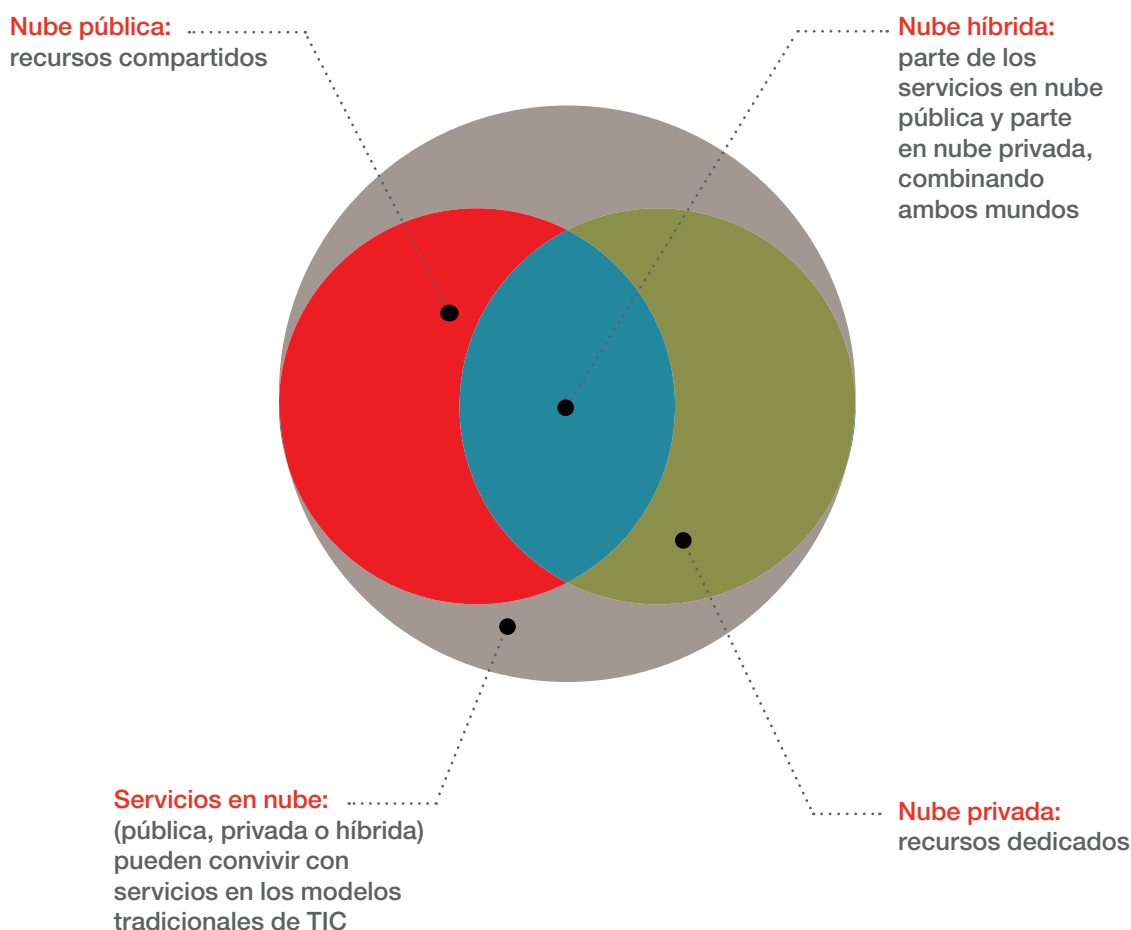 Nube pública:
recursos compartidos
Nube híbrida:
parte de los
servicios en nube
pública y parte
en nube privada,
combinando
ambos mundos
Servicios en nube:
(pública, privada o híbrida)
pueden convivir con
servicios en los modelos
tradicionales de TIC
Nube privada:
recursos dedicados